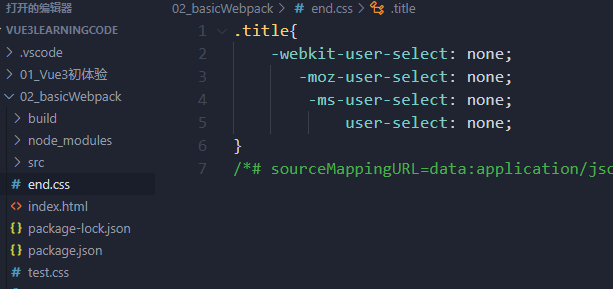 打开的编辑器
VUE3LEARNINGCODE
.vscode
01_Vue3初体验
02_basicWebpack
build
node_modules
src
# end.css
<> index.html
{} package-lock.json
{} package.json
# test.css
02_basicWebpack > # end.css > .title
1 .title{
2 -webkit-user-select: none;
3 -moz-user-select: none;
4 -ms-user-select: none;
5 user-select: none;
6 }
7 /*# sourceMappingURL=data:application/jso